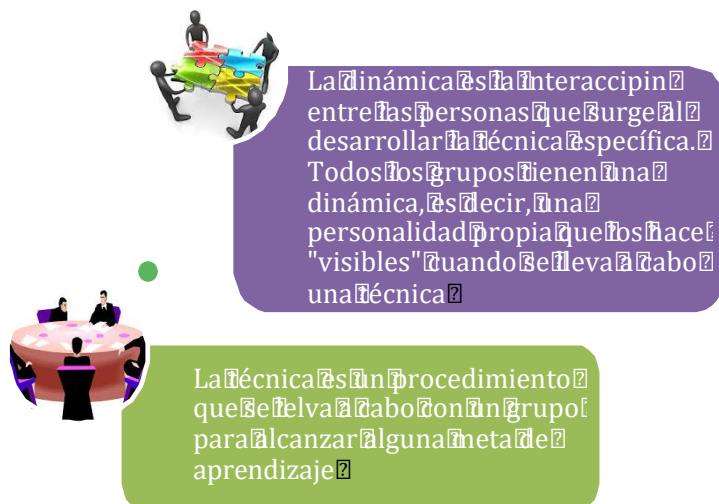 La dinámica es la interaccipin
entre las personas que surge al
desarrollar la técnica específica.
Todos los grupos tienen una
dinámica, es decir, una
personalidad propia que los hace
"visibles" cuando se lleva a cabo
una técnica
La técnica es un procedimiento
que se lelva a cabo con un grupo
para alcanzar alguna meta de
aprendizaje